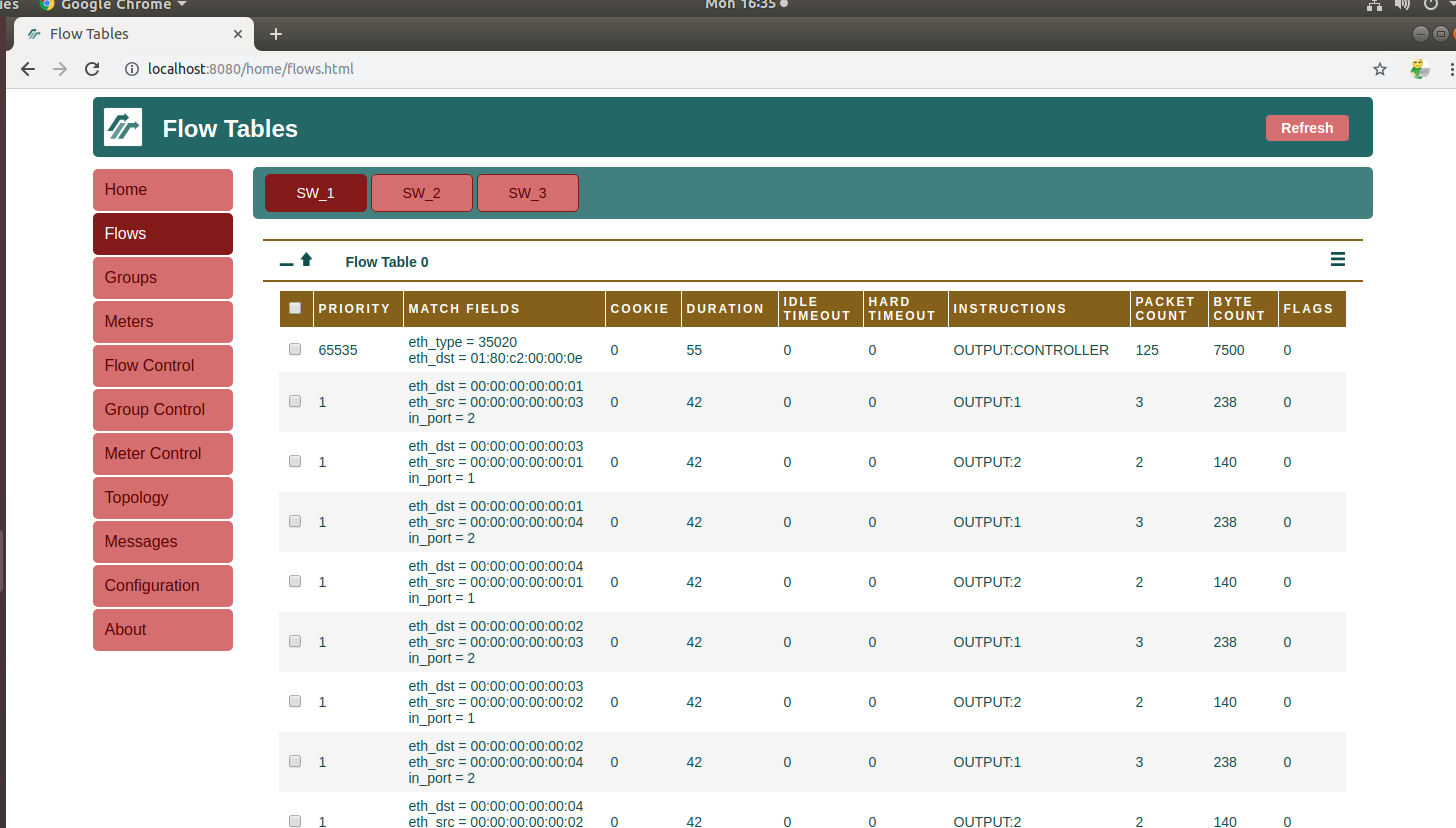 ies Google Chrome Mon 16:35
Flow Tables
localhost:8080/home/flows.html
Flow Tables Refresh
Home
Flows
Groups
Meters
Flow Control
Group Control
Meter Control
Topology
Messages
Configuration
About
SW_1 SW_2 SW_3
Flow Table 0
PRIORITY MATCH FIELDS COOKIE DURATION IDLE TIMEOUT HARD TIMEOUT INSTRUCTIONS PACKET COUNT BYTE COUNT FLAGS
65535 eth_type = 35020 0 55 0 0 OUTPUT:CONTROLLER 125 7500 0
eth_dst = 01:80:c2:00:00:0e
eth_dst = 00:00:00:00:00:01
1 eth_src = 00:00:00:00:00:03 0 42 0 0 OUTPUT:1 3 238 0
in_port = 2
eth_dst = 00:00:00:00:00:03
1 eth_src = 00:00:00:00:00:01 0 42 0 0 OUTPUT:2 2 140 0
in_port = 1
eth_dst = 00:00:00:00:00:01
1 eth_src = 00:00:00:00:00:04 0 42 0 0 OUTPUT:1 3 238 0
in_port = 2
eth_dst = 00:00:00:00:00:04
1 eth_src = 00:00:00:00:00:01 0 42 0 0 OUTPUT:2 2 140 0
in_port = 1
eth_dst = 00:00:00:00:00:02
1 eth_src = 00:00:00:00:00:03 0 42 0 0 OUTPUT:1 3 238 0
in_port = 2
eth_dst = 00:00:00:00:00:03
1 eth_src = 00:00:00:00:00:02 0 42 0 0 OUTPUT:2 2 140 0
in_port = 1
eth_dst = 00:00:00:00:00:02
1 eth_src = 00:00:00:00:00:04 0 42 0 0 OUTPUT:1 3 238 0
in_port = 2
eth_dst = 00:00:00:00:00:04
1 eth_src = 00:00:00:00:00:02 0 42 0 0 OUTPUT:2 2 140 0